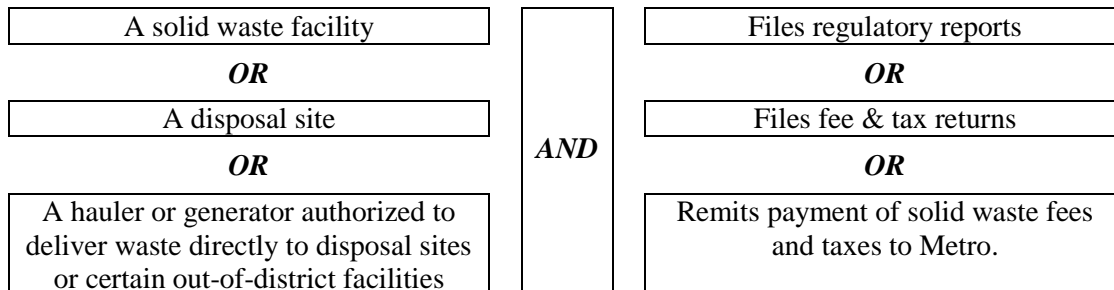 A solid waste facility
OR
A disposal site
OR
A hauler or generator authorized to
deliver waste directly to disposal sites
or certain out-of-district facilities
AND
Files regulatory reports
OR
Files fee & tax returns
OR
Remits payment of solid waste fees
and taxes to Metro.